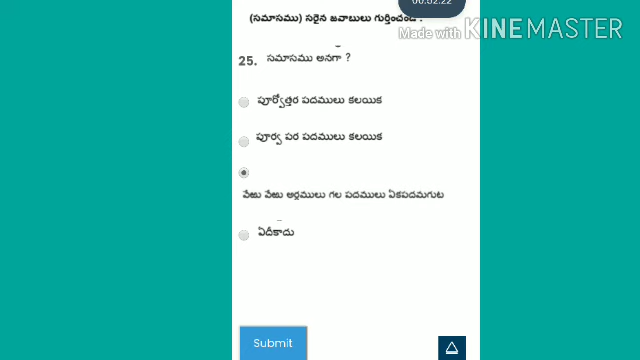 00:52:22
(సమాసము) సరైన జవాబులు గుర్తించండి :
Made with KINEMASTER
25. సమాసము అనగా ?
పూర్వోత్తర పదములు కలయిక
పూర్వ పర పదములు కలయిక
వేఱు వేఱు అర్థములు గల పదములు ఏకపదమగుట
ఏదీకాదు
Submit